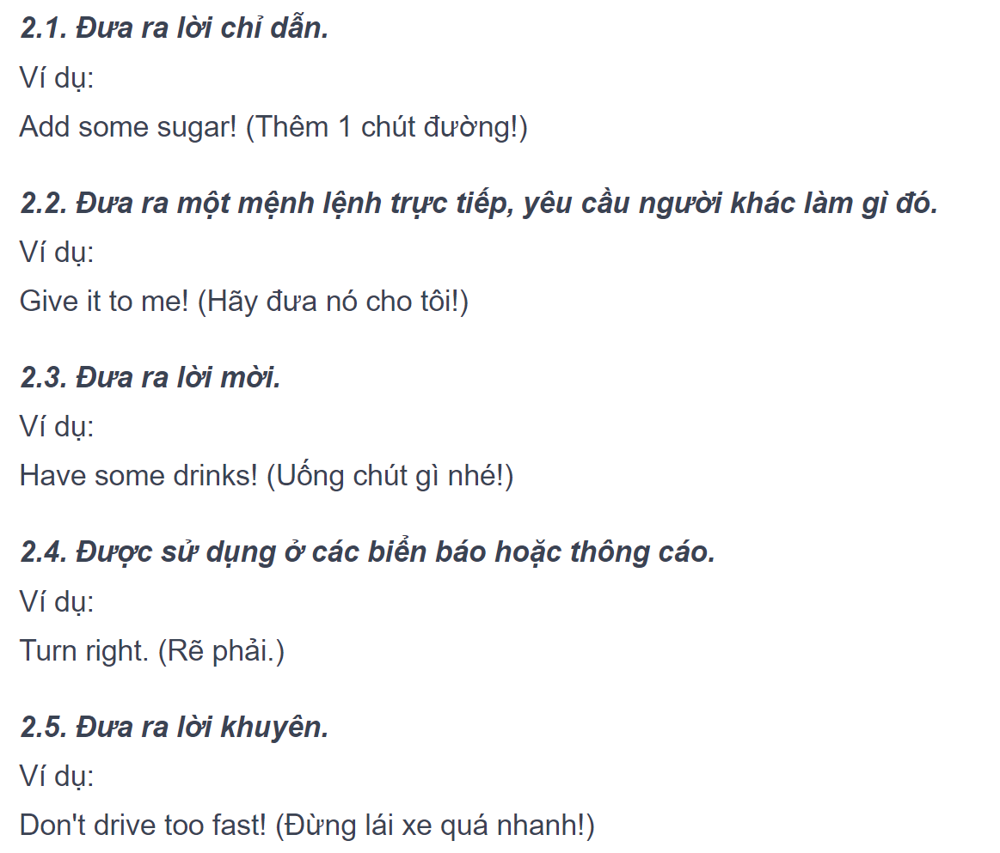 2.1. Đưa ra lời chỉ dẫn.
Ví dụ:
Add some sugar! (Thêm 1 chút đường!)
2.2. Đưa ra một mệnh lệnh trực tiếp, yêu cầu người khác làm gì đó.
Ví dụ:
Give it to me! (Hãy đưa nó cho tôi!)
2.3. Đưa ra lời mời.
Ví dụ:
Have some drinks! (Uống chút gì nhé!)
2.4. Được sử dụng ở các biển báo hoặc thông cáo.
Ví dụ:
Turn right. (Rẽ phải.)
2.5. Đưa ra lời khuyên.
Ví dụ:
Don't drive too fast! (Đừng lái xe quá nhanh!)